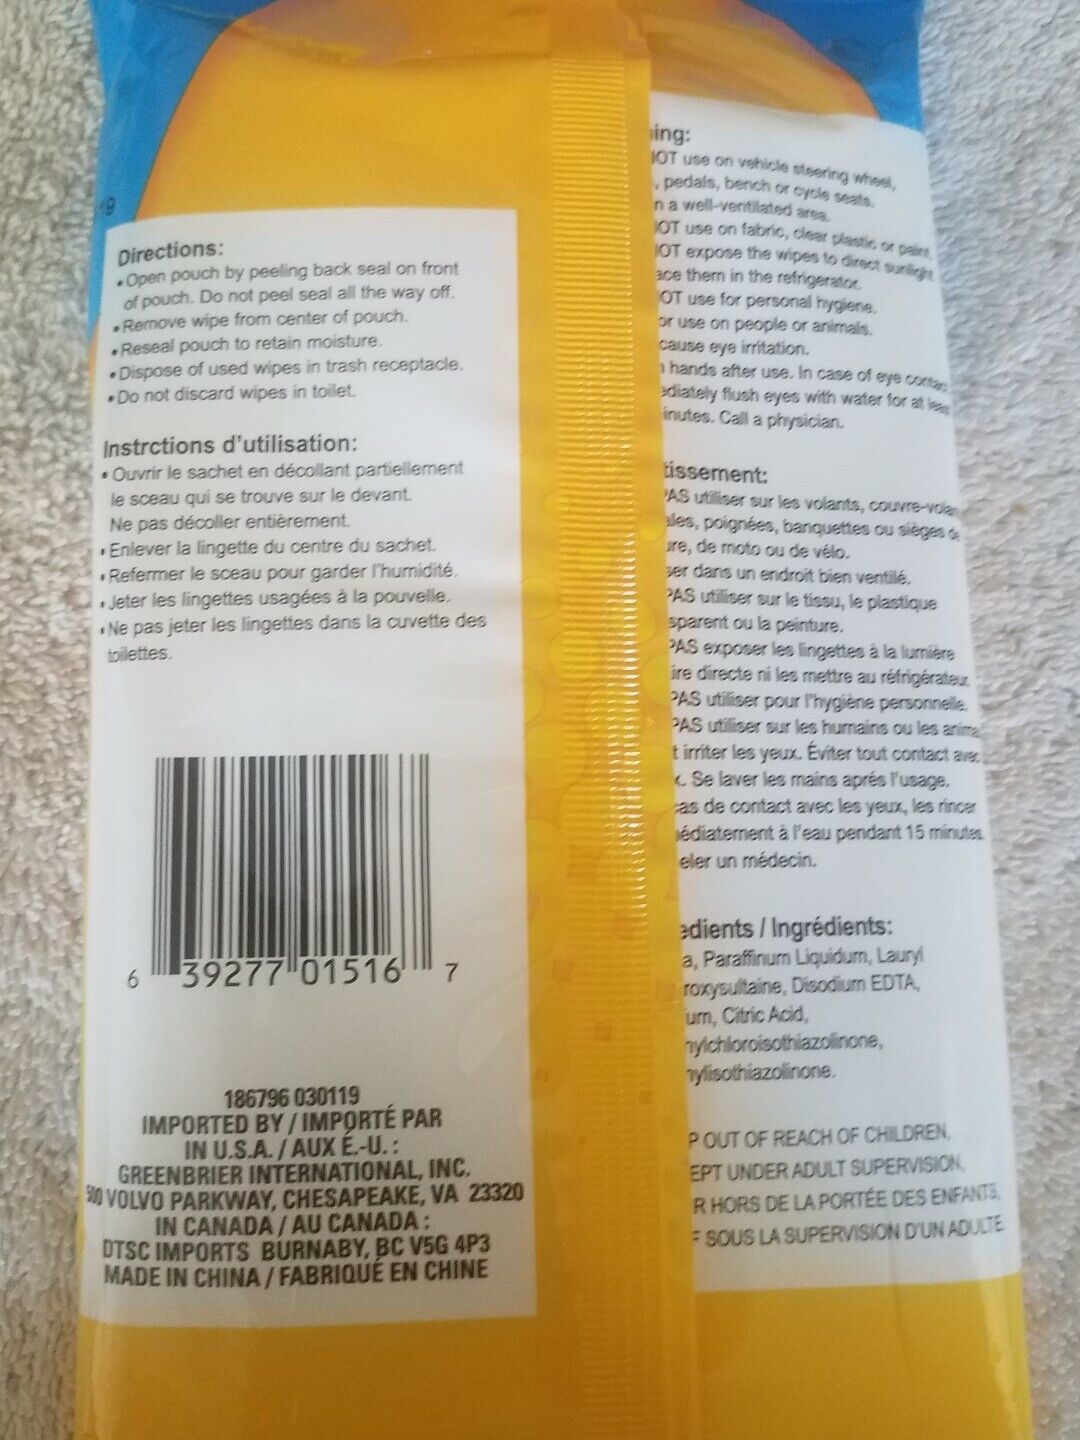 Directions:
• Open pouch by peeling back seal on front
of pouch. Do not peel seal all the way off.
• Remove wipe from center of pouch.
• Reseal pouch to retain moisture.
• Dispose of used wipes in trash receptacle.
• Do not discard wipes in toilet.
Instrctions d'utilisation:
• Ouvrir le sachet en décollant partiellement
le sceau qui se trouve sur le devant.
Ne pas décoller entièrement.
• Enlever la lingette du centre du sachet.
• Refermer le sceau pour garder l'humidité.
• Jeter les lingettes usagées à la pouvelle.
• Ne pas jeter les lingettes dans la cuvette des
toilettes.
6 39277 01516 7
186796 030119
IMPORTED BY / IMPORTÉ PAR
IN U.S.A. / AUX É.-U. :
GREENBRIER INTERNATIONAL, INC.
500 VOLVO PARKWAY, CHESAPEAKE, VA 23320
IN CANADA / AU CANADA :
DTSC IMPORTS BURNABY, BC V5G 4P3
MADE IN CHINA / FABRIQUÉ EN CHINE
ing:
OT use on vehicle steering wheel,
, pedals, bench or cycle seats.
n a well-ventilated area.
OT use on fabric, clear plastic or paint.
OT expose the wipes to direct sunlight
ace them in the refrigerator.
OT use for personal hygiene.
or use on people or animals.
cause eye irritation.
hands after use. In case of eye contac
ediately flush eyes with water for at leas
inutes. Call a physician.
tissement:
PAS utiliser sur les volants, couvre-volan
ales, poignées, banquettes ou sièges de
ure, de moto ou de vélo.
ser dans un endroit bien ventilé.
PAS utiliser sur le tissu, le plastique
sparent ou la peinture.
PAS exposer les lingettes à la lumière
ire directe ni les mettre au réfrigérateur.
PAS utiliser pour l'hygiène personnelle.
PAS utiliser sur les humains ou les anima
t irriter les yeux. Éviter tout contact avec
x. Se laver les mains aprés l'usage.
cas de contact avec les yeux, les rincer
édiatement à l'eau pendant 15 minutes.
eler un médecin.
edients / Ingrédients:
a, Paraffinum Liquidum, Lauryl
roxysultaine, Disodium EDTA,
um, Citric Acid,
hylchloroisothiazolinone,
hylisothiazolinone.
P OUT OF REACH OF CHILDREN,
EPT UNDER ADULT SUPERVISION,
R HORS DE LA PORTÉE DES ENFANTS,
F SOUS LA SUPERVISION D'UN ADULTE